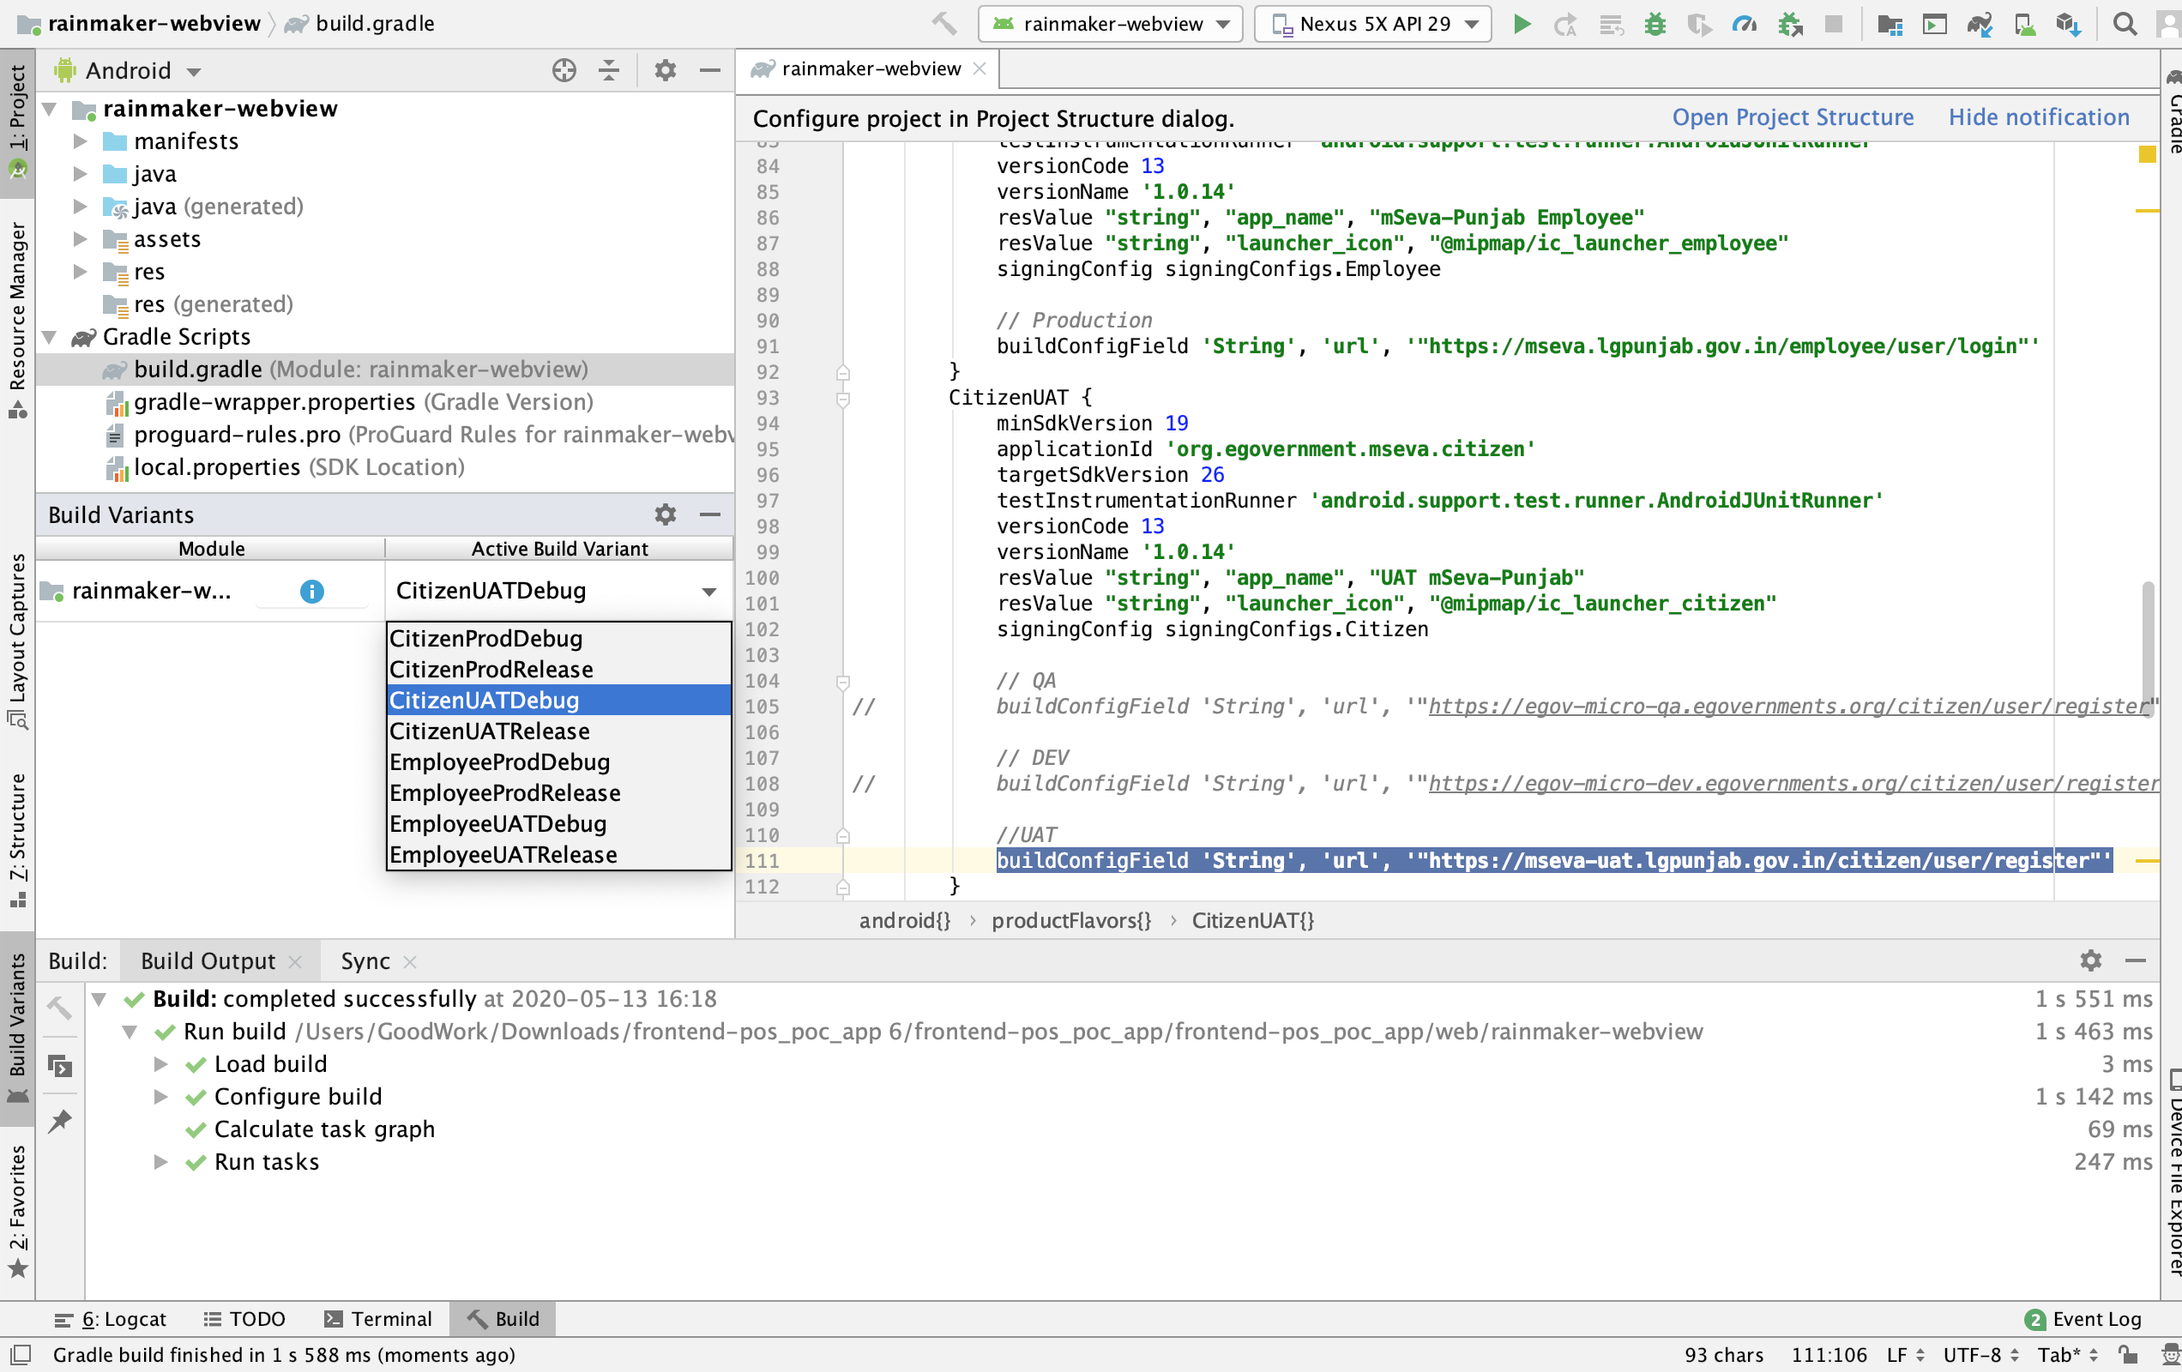 rainmaker-webview
build.gradle
rainmaker-webview
Nexus 5X API 29
1: Project
Resource Manager
Layout Captures
7: Structure
Build Variants
2: Favorites
Android
rainmaker-webview
manifests
java
java (generated)
assets
res
res (generated)
Gradle Scripts
build.gradle (Module: rainmaker-webview)
gradle-wrapper.properties (Gradle Version)
proguard-rules.pro (ProGuard Rules for rainmaker-webv
local.properties (SDK Location)
Build Variants
Module Active Build Variant
rainmaker-w... CitizenUATDebug
CitizenProdDebug
CitizenProdRelease
CitizenUATDebug
CitizenUATRelease
EmployeeProdDebug
EmployeeProdRelease
EmployeeUATDebug
EmployeeUATRelease
rainmaker-webview
Configure project in Project Structure dialog. Open Project Structure Hide notification
83 testInstrumentationRunner 'android.support.test.runner.AndroidJUnitRunner'
84 versionCode 13
85 versionName '1.0.14'
86 resValue "string", "app_name", "mSeva-Punjab Employee"
87 resValue "string", "launcher_icon", "@mipmap/ic_launcher_employee"
88 signingConfig signingConfigs.Employee
89
90 // Production
91 buildConfigField 'String', 'url', '"https://mseva.lgpunjab.gov.in/employee/user/login"'
92 }
93 CitizenUAT {
94 minSdkVersion 19
95 applicationId 'org.egovernment.mseva.citizen'
96 targetSdkVersion 26
97 testInstrumentationRunner 'android.support.test.runner.AndroidJUnitRunner'
98 versionCode 13
99 versionName '1.0.14'
100 resValue "string", "app_name", "UAT mSeva-Punjab"
101 resValue "string", "launcher_icon", "@mipmap/ic_launcher_citizen"
102 signingConfig signingConfigs.Citizen
103
104 // QA
105 // buildConfigField 'String', 'url', '"https://egov-micro-qa.egovernments.org/citizen/user/register"
106
107 // DEV
108 // buildConfigField 'String', 'url', '"https://egov-micro-dev.egovernments.org/citizen/user/register
109
110 //UAT
111 buildConfigField 'String', 'url', '"https://mseva-uat.lgpunjab.gov.in/citizen/user/register"'
112 }
android{} › productFlavors{} › CitizenUAT{}
Gradle
Device File Explorer
Build: Build Output Sync
Build: completed successfully at 2020-05-13 16:18 1 s 551 ms
Run build /Users/GoodWork/Downloads/frontend-pos_poc_app 6/frontend-pos_poc_app/frontend-pos_poc_app/web/rainmaker-webview 1 s 463 ms
Load build 3 ms
Configure build 1 s 142 ms
Calculate task graph 69 ms
Run tasks 247 ms
6: Logcat TODO Terminal Build 2 Event Log
Gradle build finished in 1 s 588 ms (moments ago) 93 chars 111:106 LF UTF-8 Tab*